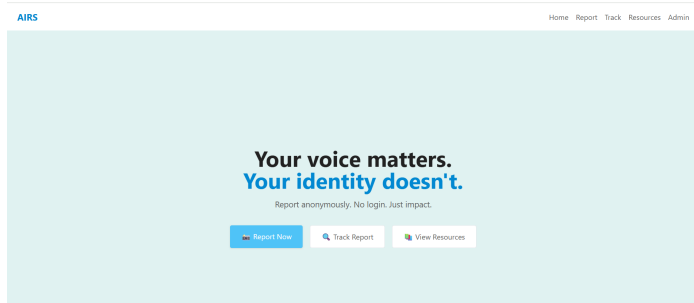 AIRS
Home Report Track Resources Admin
Your voice matters.
Your identity doesn't.
Report anonymously. No login. Just impact.
Report Now Track Report View Resources